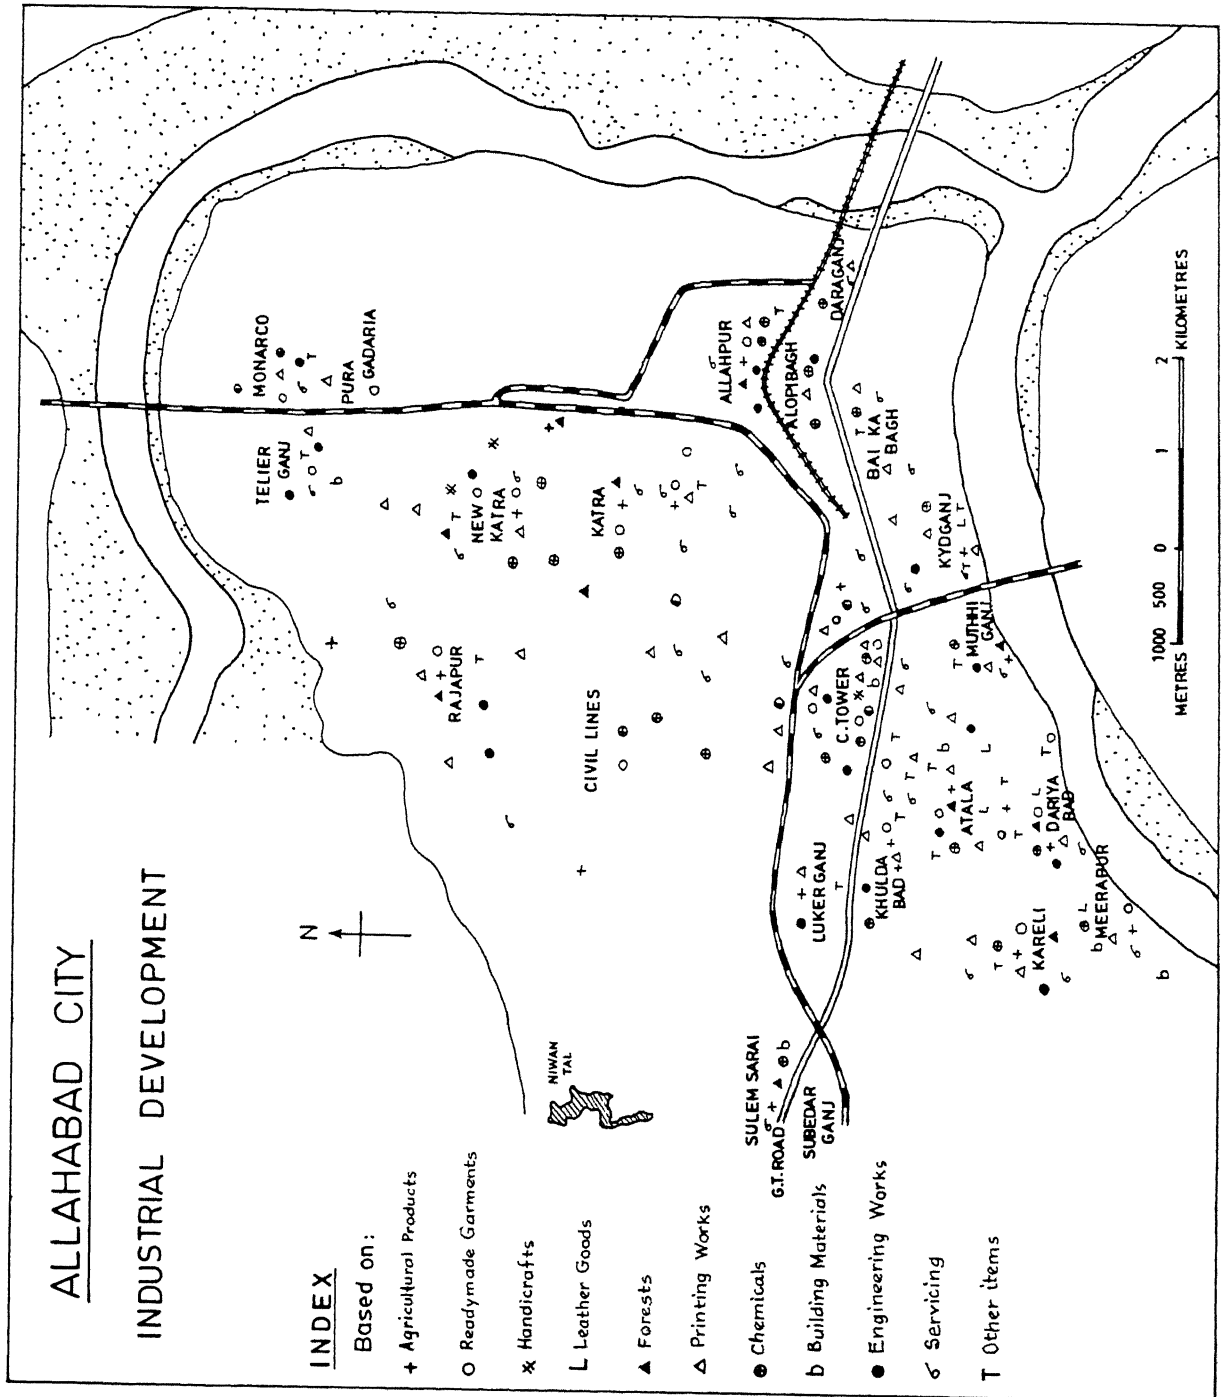 ALLAHABAD CITY
INDUSTRIAL DEVELOPMENT
N
INDEX
Based on:
+ Agricultural Products
O Readymade Garments
Handicrafts
L Leather Goods
▲ Forests
△ Printing Works
⊕ Chemicals
b Building Materials
● Engineering Works
σ Servicing
T Other items
TELIER
GANJ
MONARCO
PURA
GADARIA
RAJAPUR
NEW
KATRA
NIWAN
TAL
CIVIL LINES
KATRA
ALLAHPUR
ALOPIBAGH
DARAGANJ
SULEM SARAI
G.T. ROAD
SUBEDAR
GANJ
LUKER GANJ
C. TOWER
KHULDA
BAD
BAI KA
BAGH
KYDGANJ
MUTHHI
GANJ
ATALA
DARIYA
BAD
KARELI
MEERAPUR
METRES
1000 500 0 1 2
KILOMETRES